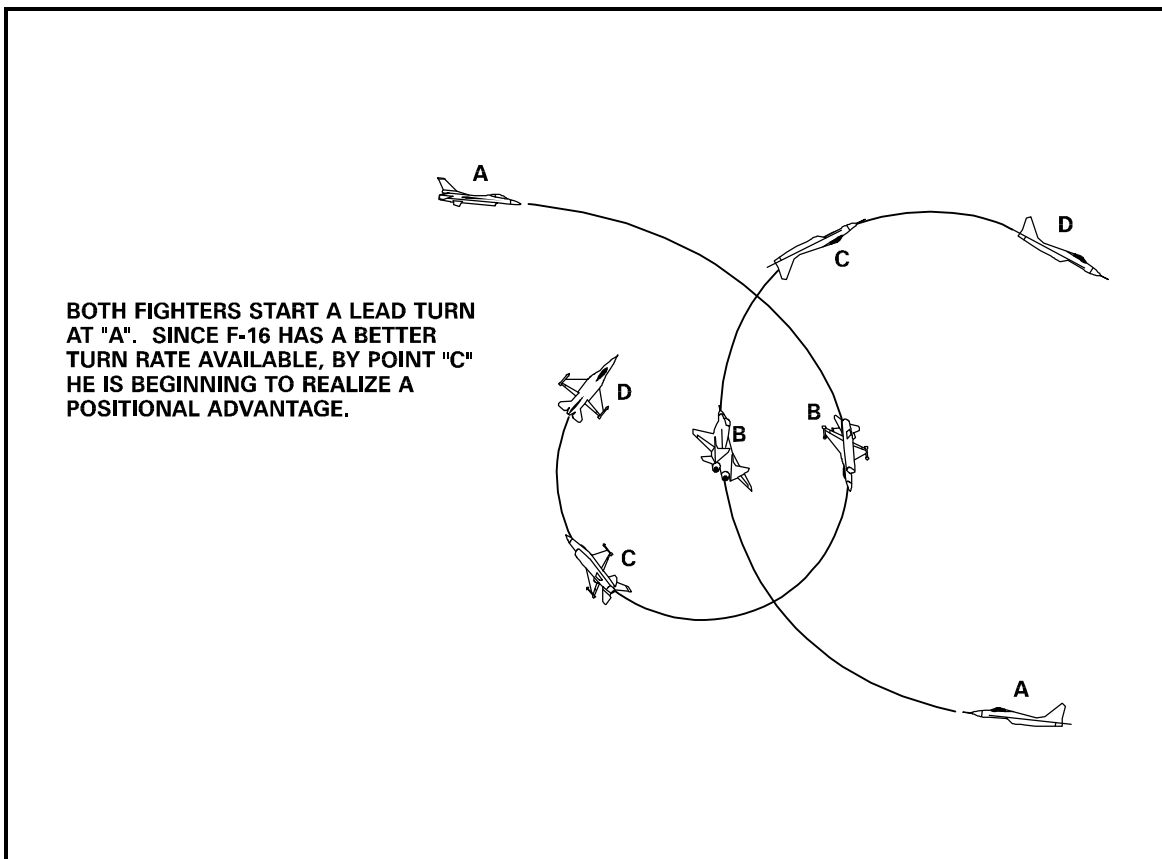 A
D
C
BOTH FIGHTERS START A LEAD TURN
AT "A".  SINCE F-16 HAS A BETTER
TURN RATE AVAILABLE, BY POINT "C"
HE IS BEGINNING TO REALIZE A
POSITIONAL ADVANTAGE.
D
B
B
C
A